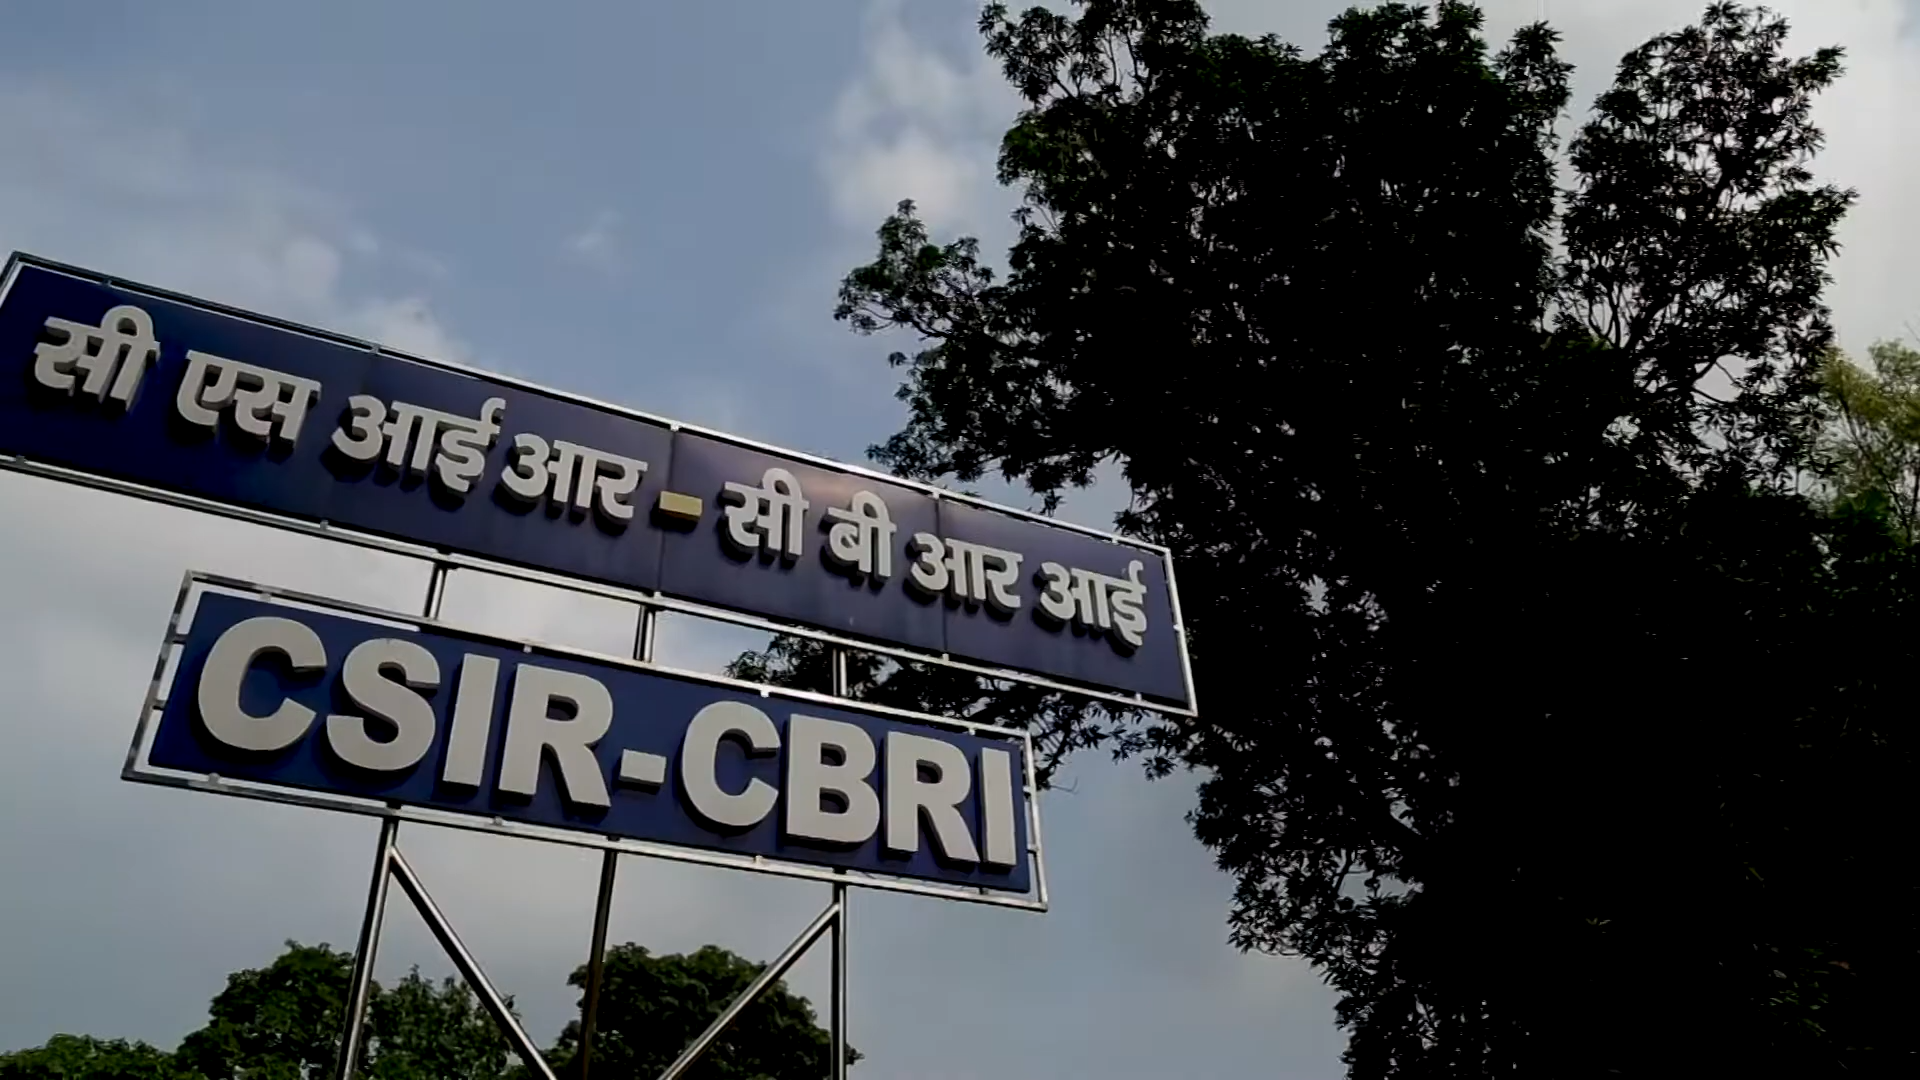 सी एस आई आर - सी बी आर आई
CSIR-CBRI